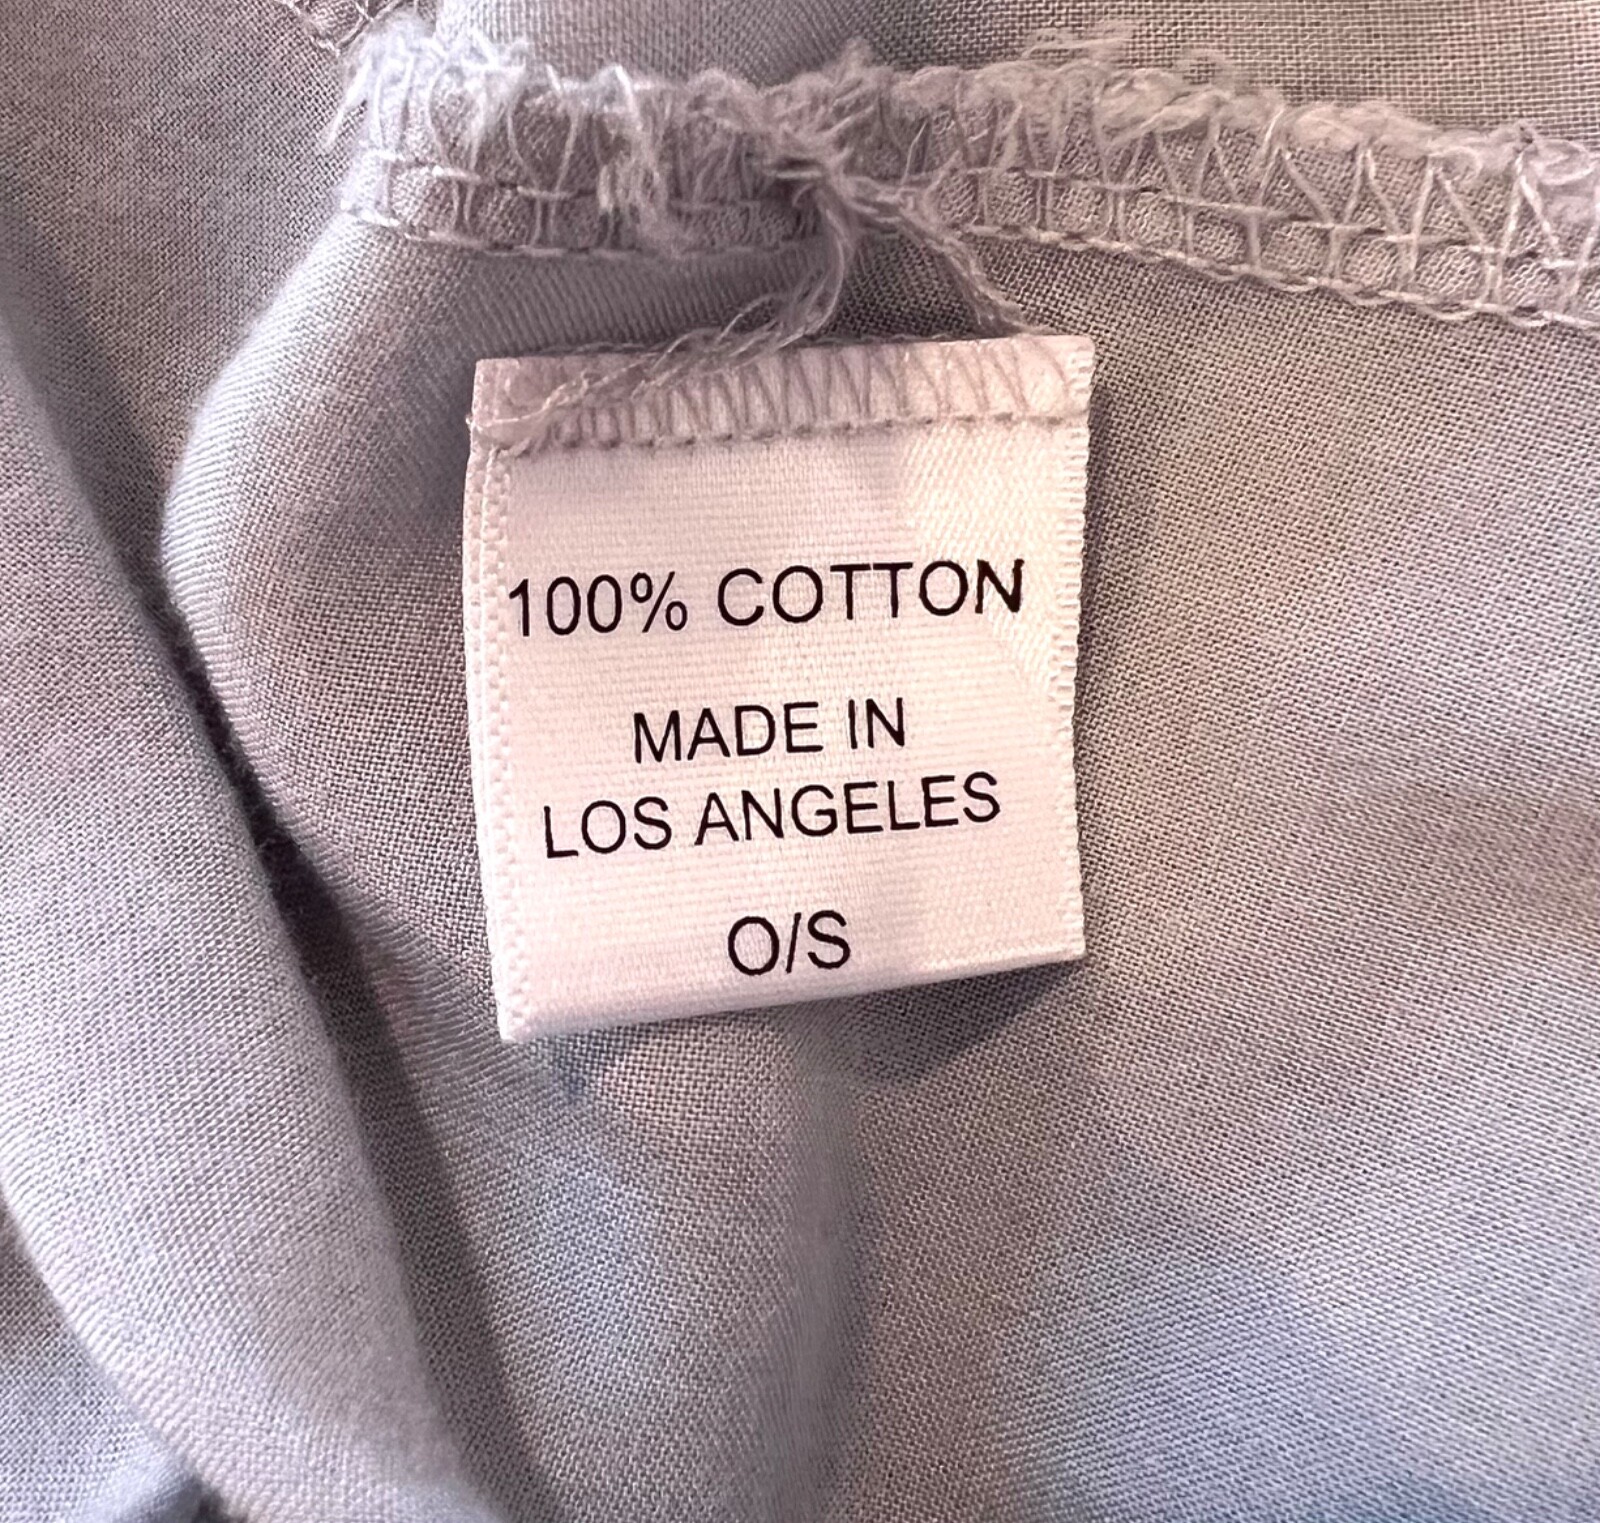 100% COTTON
MADE IN
LOS ANGELES
O/S